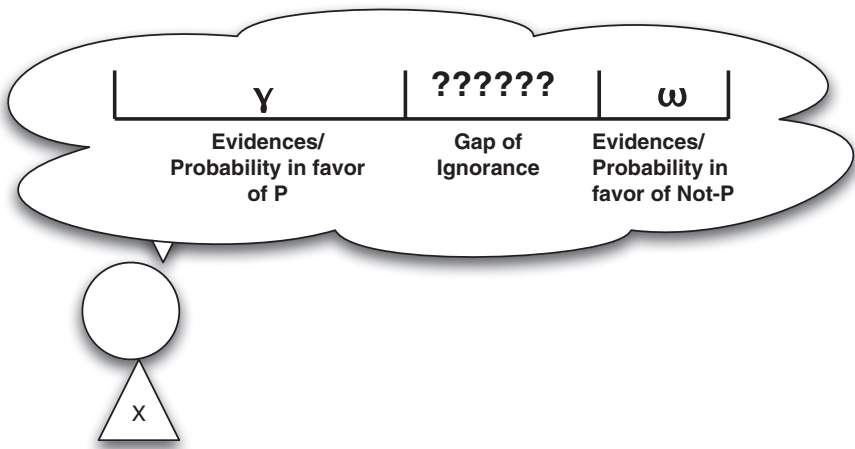 γ ?????? ω
Evidences/
Probability in favor
of P
Gap of
Ignorance
Evidences/
Probability in
favor of Not-P
X